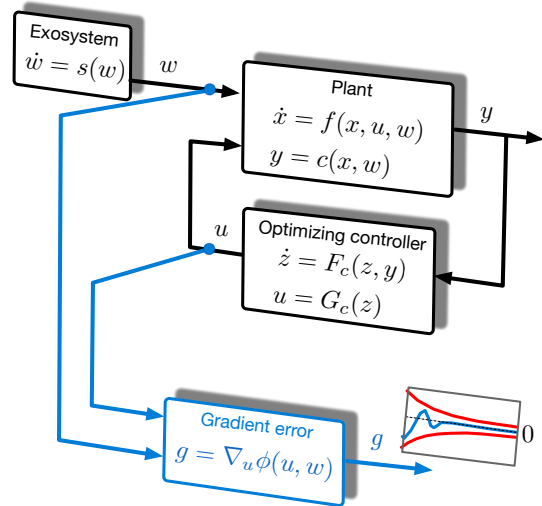 Exosystem
ẇ = s(w)
w
Plant
ẋ = f(x, u, w)
y = c(x, w)
y
u
Optimizing controller
ż = F_c(z, y)
u = G_c(z)
Gradient error
g = ∇_u ϕ(u, w)
g
0